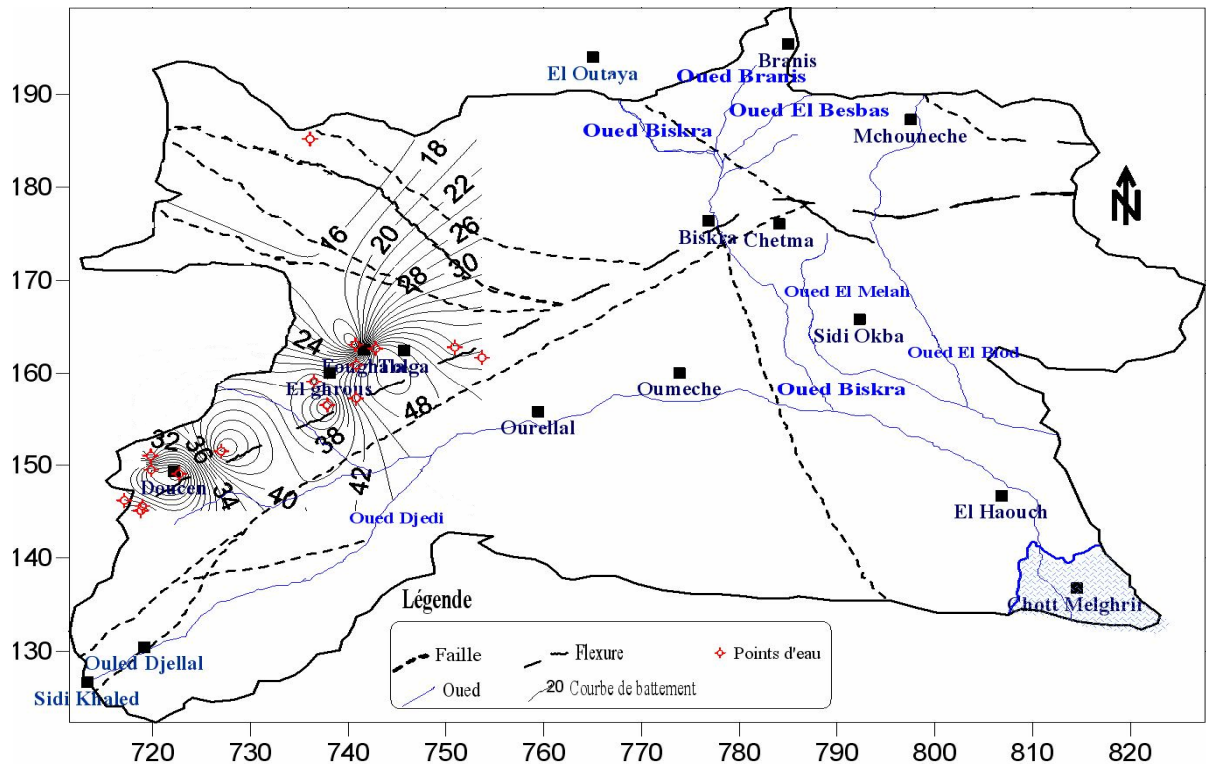 El Outaya
Branis
Oued Branis
190
Oued El Besbas
Oued Biskra
Mchouneche
18
180
22
N
16
20
26
Biskra
Chetma
30
170
28
Oued El Melah
Sidi Okba
24
Oued El Biod
Foughala
Tolga
160
El ghrous
Oumeche
48
Oued Biskra
Ourellal
38
32
36
150
Doucen
42
40
34
El Haouch
Oued Djedi
140
Légende
Chott Melghrir
130
Faille
Flexure
Points d'eau
Ouled Djellal
Oued
20 Courbe de battement
Sidi Khaled
720 730 740 750 760 770 780 790 800 810 820